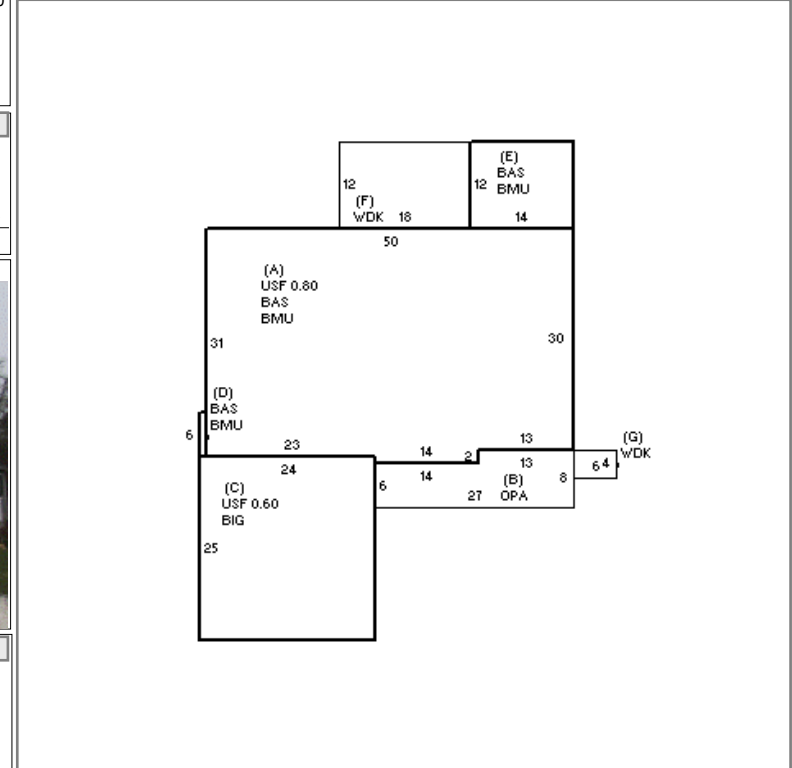 (E)
BAS
BMU
12
12
(F)
WDK 18
14
50
(A)
USF 0.80
BAS
BMU
31
30
(D)
BAS
BMU
6
23
14
2
13
(G)
WDK
24
14
13
6 4
(C)
USF 0.60
BIG
6
(B)
OPA
27
8
25